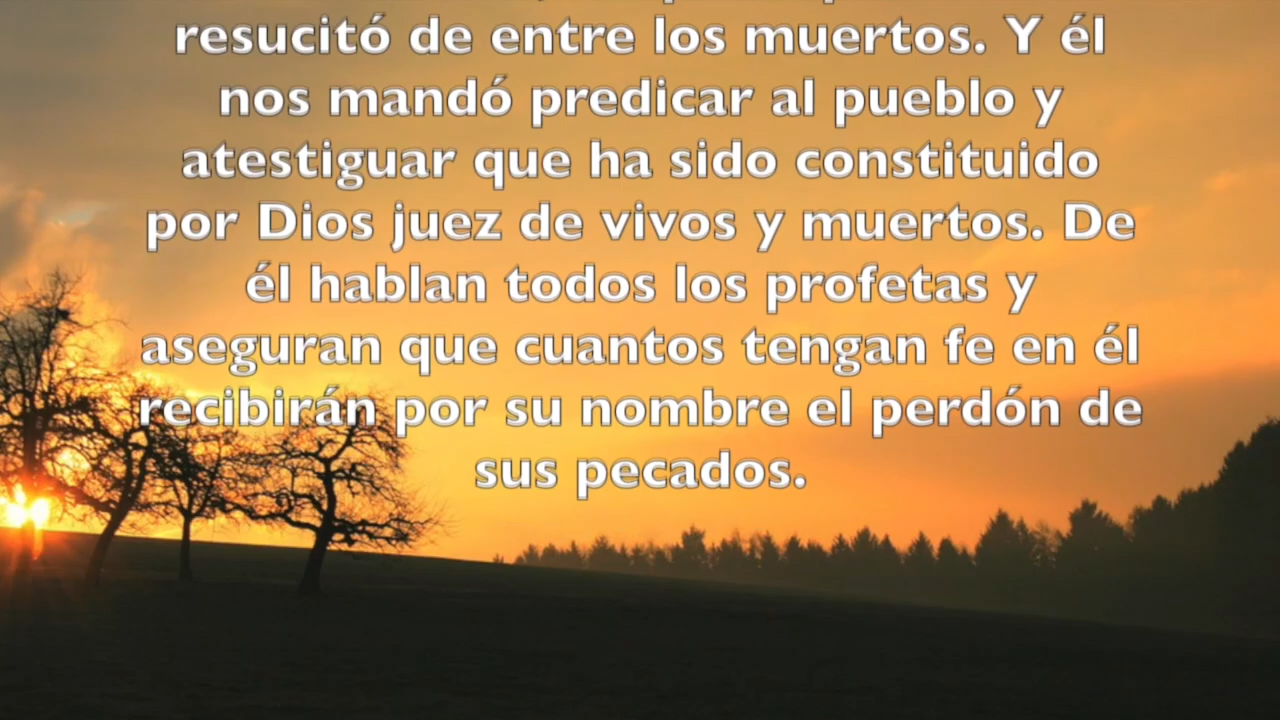 resucitó de entre los muertos. Y él
nos mandó predicar al pueblo y
atestiguar que ha sido constituido
por Dios juez de vivos y muertos. De
él hablan todos los profetas y
aseguran que cuantos tengan fe en él
recibirán por su nombre el perdón de
sus pecados.